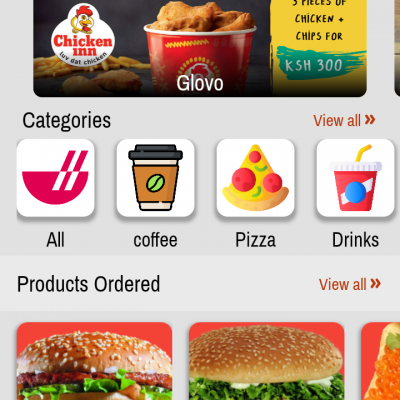 3 PIECES OF
CHICKEN +
CHIPS FOR
KSH 300
Chicken
inn
luv dat chicken
Glovo
Categories
View all »
All
coffee
Pizza
Drinks
Products Ordered
View all »